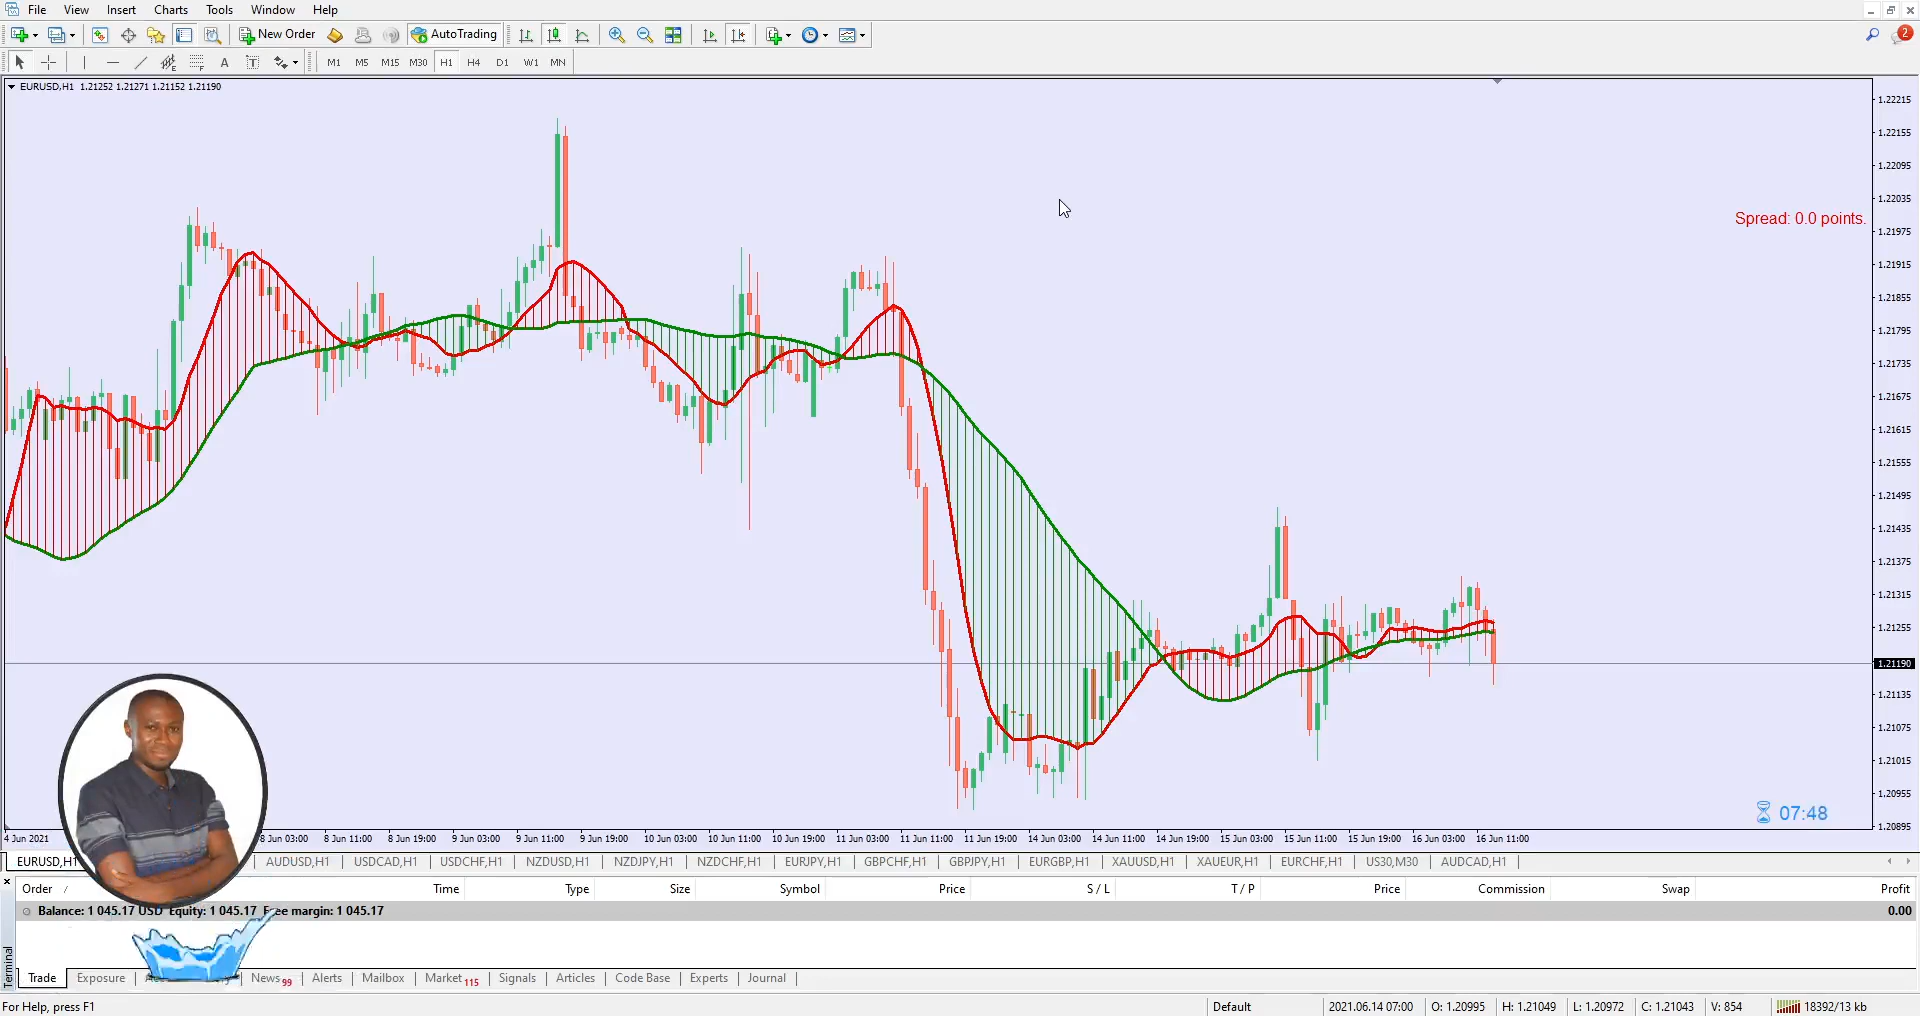 File View Insert Charts Tools Window Help
New Order AutoTrading 2
A T M1 M5 M15 M30 H1 H4 D1 W1 MN
EURUSD,H1 1.21252 1.21271 1.21152 1.21190
1.22215
1.22155
1.22095
1.22035
Spread: 0.0 points.
1.21975
1.21915
1.21855
1.21795
1.21735
1.21675
1.21615
1.21555
1.21495
1.21435
1.21375
1.21315
1.21255
1.21190
1.21135
1.21075
1.21015
1.20955
07:48
1.20895
4 Jun 2021 8 Jun 03:00 8 Jun 11:00 8 Jun 19:00 9 Jun 03:00 9 Jun 11:00 9 Jun 19:00 10 Jun 03:00 10 Jun 11:00 10 Jun 19:00 11 Jun 03:00 11 Jun 11:00 11 Jun 19:00 14 Jun 03:00 14 Jun 11:00 14 Jun 19:00 15 Jun 03:00 15 Jun 11:00 15 Jun 19:00 16 Jun 03:00 16 Jun 11:00
EURUSD,H1 AUDUSD,H1 USDCAD,H1 USDCHF,H1 NZDUSD,H1 NZDJPY,H1 NZDCHF,H1 EURJPY,H1 GBPCHF,H1 GBPJPY,H1 EURGBP,H1 XAUUSD,H1 XAUEUR,H1 EURCHF,H1 US30,M30 AUDCAD,H1
Order / Time Type Size Symbol Price S / L T / P Price Commission Swap Profit
Balance: 1 045.17 USD Equity: 1 045.17 Free margin: 1 045.17 0.00
Terminal
Trade Exposure News 99 Alerts Mailbox Market 115 Signals Articles Code Base Experts Journal
For Help, press F1 Default 2021.06.14 07:00 O: 1.20995 H: 1.21049 L: 1.20972 C: 1.21043 V: 854 18392/13 kb